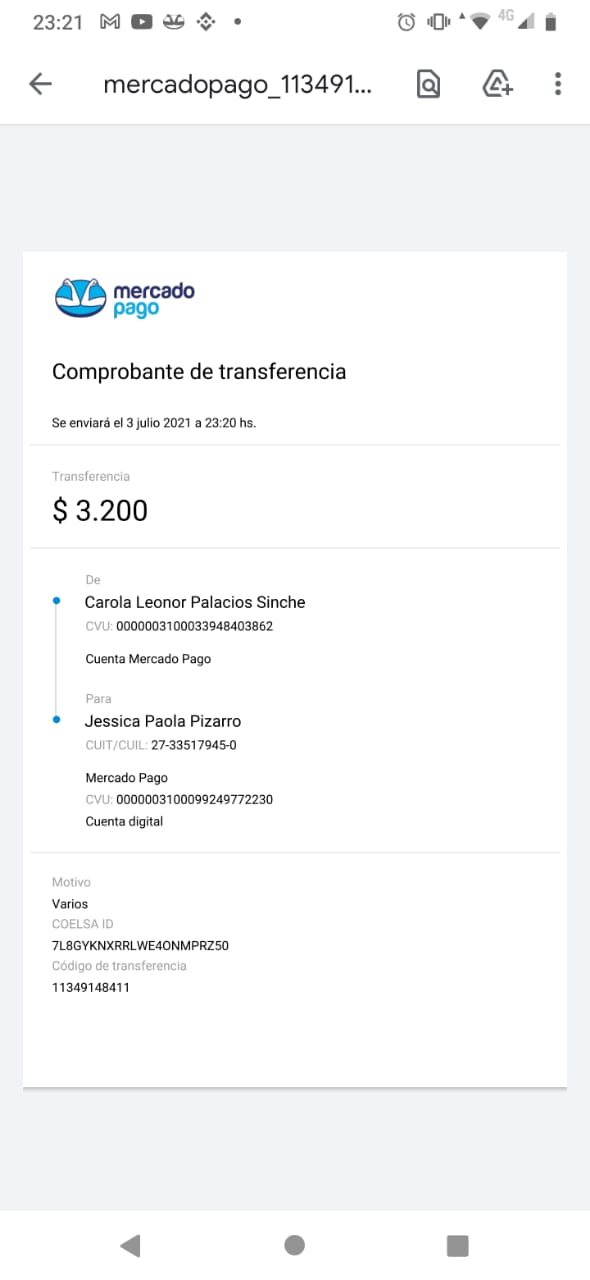 23:21
4G
mercadopago_113491...
mercado
pago
Comprobante de transferencia
Se enviará el 3 julio 2021 a 23:20 hs.
Transferencia
$ 3.200
De
Carola Leonor Palacios Sinche
CVU: 0000003100033948403862
Cuenta Mercado Pago
Para
Jessica Paola Pizarro
CUIT/CUIL: 27-33517945-0
Mercado Pago
CVU: 0000003100099249772230
Cuenta digital
Motivo
Varios
COELSA ID
7L8GYKNXRRLWE4ONMPRZ50
Código de transferencia
11349148411